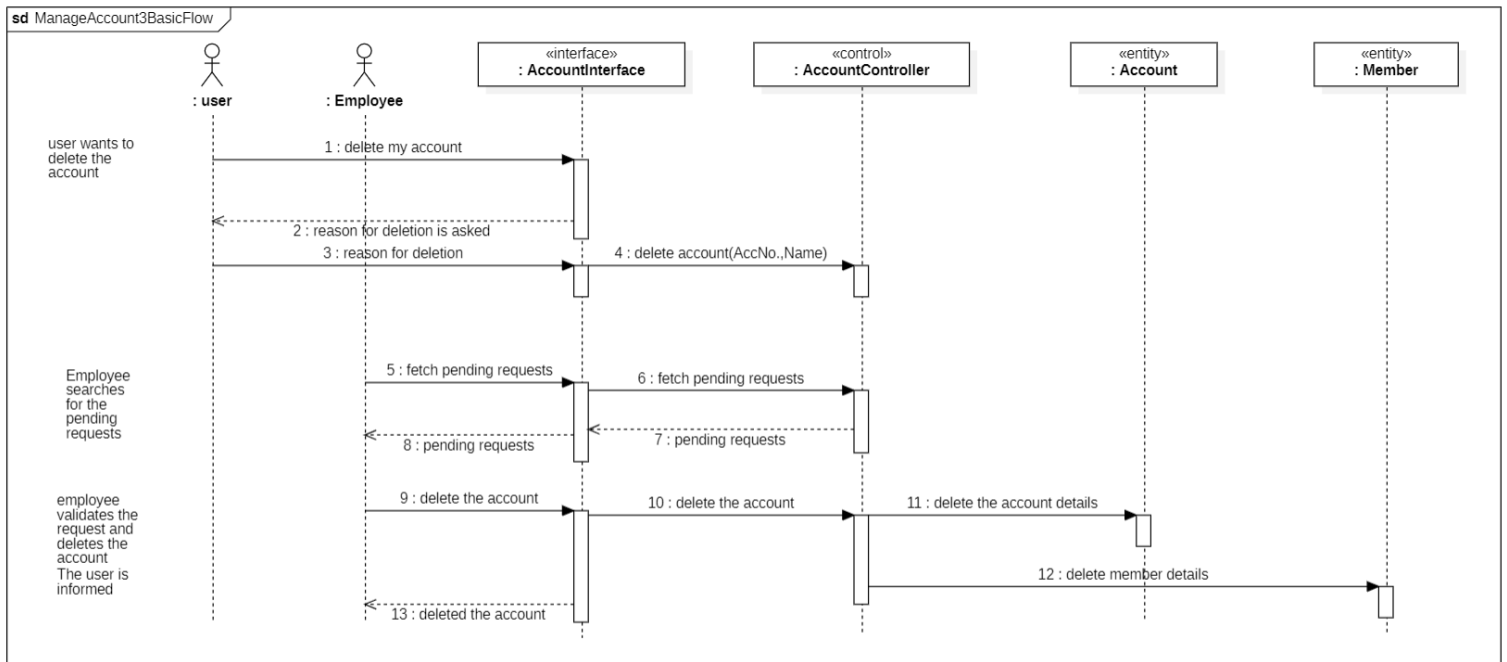 sd ManageAccount3BasicFlow
«interface»
: AccountInterface
«control»
: AccountController
«entity»
: Account
«entity»
: Member
: user
: Employee
user wants to
delete the
account
1 : delete my account
2 : reason for deletion is asked
3 : reason for deletion
4 : delete account(AccNo.,Name)
Employee
searches
for the
pending
requests
5 : fetch pending requests
6 : fetch pending requests
7 : pending requests
8 : pending requests
employee
validates the
request and
deletes the
account
The user is
informed
9 : delete the account
10 : delete the account
11 : delete the account details
12 : delete member details
13 : deleted the account